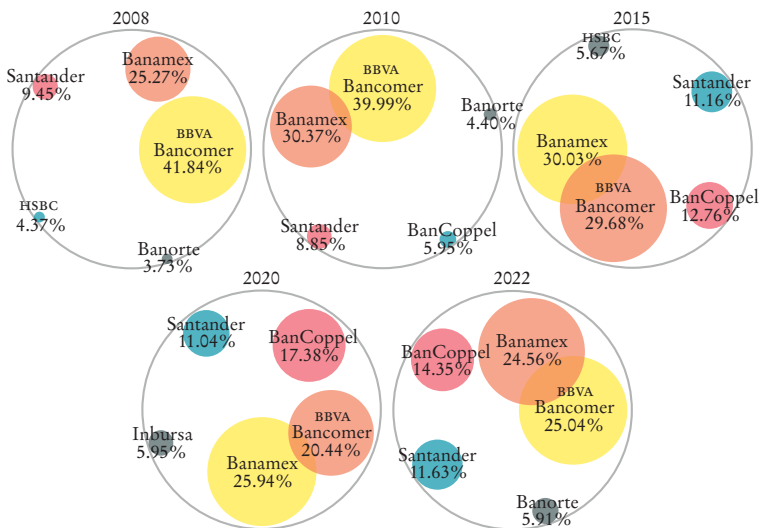 2008
Banamex
25.27%
Santander
9.45%
BBVA
Bancomer
41.84%
HSBC
4.37%
Banorte
3.73%
2010
BBVA
Bancomer
39.99%
Banamex
30.37%
Banorte
4.40%
Santander
8.85%
BanCoppel
5.95%
2015
HSBC
5.67%
Santander
11.16%
Banamex
30.03%
BBVA
Bancomer
29.68%
BanCoppel
12.76%
2020
Santander
11.04%
BanCoppel
17.38%
Inbursa
5.95%
BBVA
Bancomer
20.44%
Banamex
25.94%
2022
Banamex
24.56%
BanCoppel
14.35%
BBVA
Bancomer
25.04%
Santander
11.63%
Banorte
5.91%